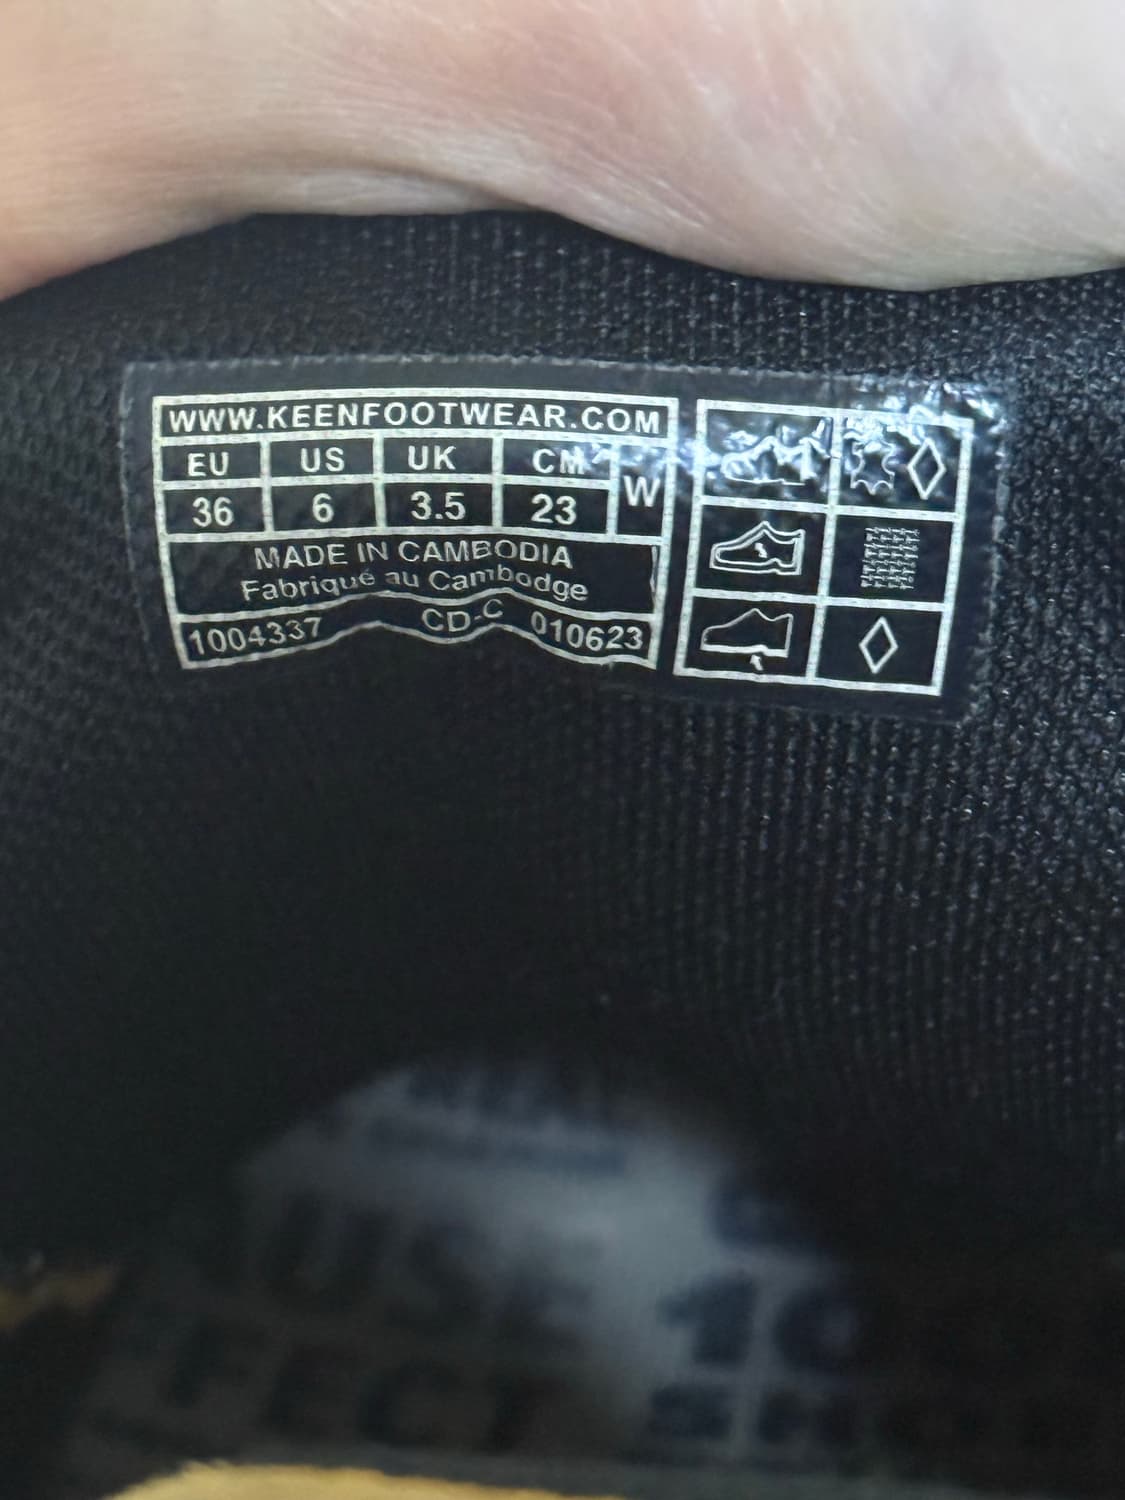 WWW.KEENFOOTWEAR.COM
EU US UK CM W
36 6 3.5 23
MADE IN CAMBODIA
Fabriqué au Cambodge
1004337 CD-C 010623